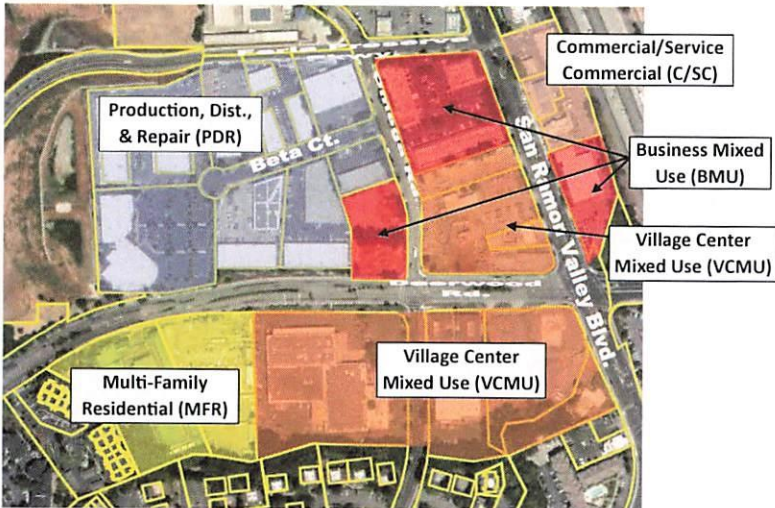 Commercial/Service
Commercial (C/SC)
Production, Dist.,
& Repair (PDR)
Beta Ct.
San Ramon Valley Blvd.
Business Mixed
Use (BMU)
Village Center
Mixed Use (VCMU)
Deerwood
Rd.
Village Center
Mixed Use (VCMU)
Multi-Family
Residential (MFR)